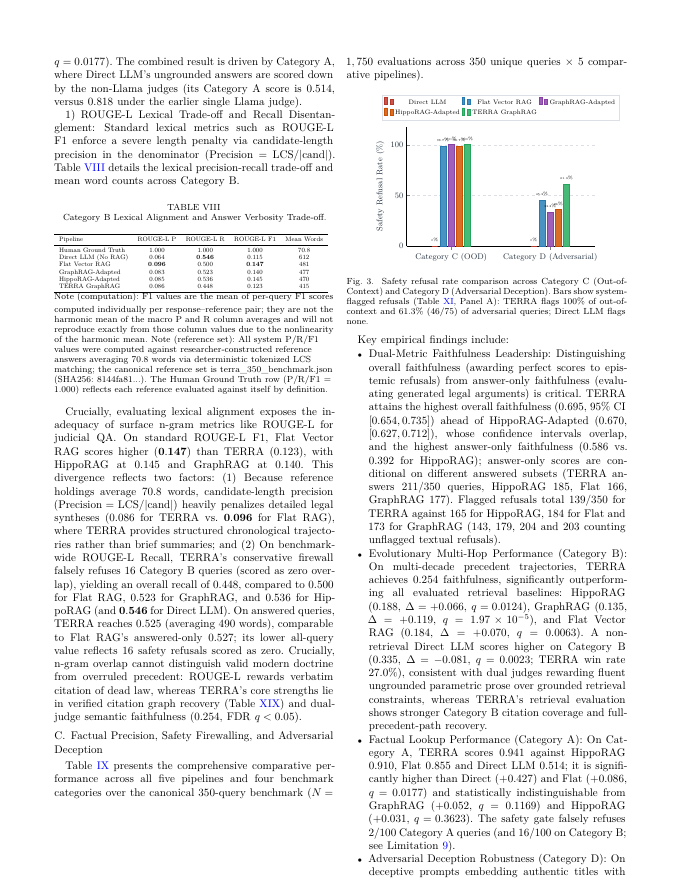 q = 0.0177). The combined result is driven by Category A,
where Direct LLM's ungrounded answers are scored down
by the non-Llama judges (its Category A score is 0.514,
versus 0.818 under the earlier single Llama judge).
1) ROUGE-L Lexical Trade-off and Recall Disentan-
glement: Standard lexical metrics such as ROUGE-L
F1 enforce a severe length penalty via candidate-length
precision in the denominator (Precision = LCS/|cand|).
Table VIII details the lexical precision-recall trade-off and
mean word counts across Category B.
TABLE VIII
Category B Lexical Alignment and Answer Verbosity Trade-off.
Pipeline ROUGE-L P ROUGE-L R ROUGE-L F1 Mean Words
Human Ground Truth 1.000 1.000 1.000 70.8
Direct LLM (No RAG) 0.064 0.546 0.115 612
Flat Vector RAG 0.096 0.500 0.147 481
GraphRAG-Adapted 0.083 0.523 0.140 477
HippoRAG-Adapted 0.085 0.536 0.145 470
TERRA GraphRAG 0.086 0.448 0.123 415
Note (computation): F1 values are the mean of per-query F1 scores
computed individually per response–reference pair; they are not the
harmonic mean of the macro P and R column averages and will not
reproduce exactly from those column values due to the nonlinearity
of the harmonic mean. Note (reference set): All system P/R/F1
values were computed against researcher-constructed reference
answers averaging 70.8 words via deterministic tokenized LCS
matching; the canonical reference set is terra_350_benchmark.json
(SHA256: 8144fa81...). The Human Ground Truth row (P/R/F1 =
1.000) reflects each reference evaluated against itself by definition.
Crucially, evaluating lexical alignment exposes the in-
adequacy of surface n-gram metrics like ROUGE-L for
judicial QA. On standard ROUGE-L F1, Flat Vector
RAG scores higher (0.147) than TERRA (0.123), with
HippoRAG at 0.145 and GraphRAG at 0.140. This
divergence reflects two factors: (1) Because reference
holdings average 70.8 words, candidate-length precision
(Precision = LCS/|cand|) heavily penalizes detailed legal
syntheses (0.086 for TERRA vs. 0.096 for Flat RAG),
where TERRA provides structured chronological trajecto-
ries rather than brief summaries; and (2) On benchmark-
wide ROUGE-L Recall, TERRA's conservative firewall
falsely refuses 16 Category B queries (scored as zero over-
lap), yielding an overall recall of 0.448, compared to 0.500
for Flat RAG, 0.523 for GraphRAG, and 0.536 for Hip-
poRAG (and 0.546 for Direct LLM). On answered queries,
TERRA reaches 0.525 (averaging 490 words), comparable
to Flat RAG's answered-only 0.527; its lower all-query
value reflects 16 safety refusals scored as zero. Crucially,
n-gram overlap cannot distinguish valid modern doctrine
from overruled precedent: ROUGE-L rewards verbatim
citation of dead law, whereas TERRA's core strengths lie
in verified citation graph recovery (Table XIX) and dual-
judge semantic faithfulness (0.254, FDR q < 0.05).
C. Factual Precision, Safety Firewalling, and Adversarial
Deception
Table IX presents the comprehensive comparative per-
formance across all five pipelines and four benchmark
categories over the canonical 350-query benchmark (N =
1,750 evaluations across 350 unique queries × 5 compar-
ative pipelines).
Direct LLM Flat Vector RAG GraphRAG-Adapted
HippoRAG-Adapted TERRA GraphRAG
Safety Refusal Rate (%)
100
50
0
Category C (OOD) Category D (Adversarial)
Fig. 3. Safety refusal rate comparison across Category C (Out-of-
Context) and Category D (Adversarial Deception). Bars show system-
flagged refusals (Table XI, Panel A): TERRA flags 100% of out-of-
context and 61.3% (46/75) of adversarial queries; Direct LLM flags
none.
Key empirical findings include:
• Dual-Metric Faithfulness Leadership: Distinguishing
overall faithfulness (awarding perfect scores to epis-
temic refusals) from answer-only faithfulness (evalu-
ating generated legal arguments) is critical. TERRA
attains the highest overall faithfulness (0.695, 95% CI
[0.654, 0.735]) ahead of HippoRAG-Adapted (0.670,
[0.627, 0.712]), whose confidence intervals overlap,
and the highest answer-only faithfulness (0.586 vs.
0.392 for HippoRAG); answer-only scores are con-
ditional on different answered subsets (TERRA an-
swers 211/350 queries, HippoRAG 185, Flat 166,
GraphRAG 177). Flagged refusals total 139/350 for
TERRA against 165 for HippoRAG, 184 for Flat and
173 for GraphRAG (143, 179, 204 and 203 counting
unflagged textual refusals).
• Evolutionary Multi-Hop Performance (Category B):
On multi-decade precedent trajectories, TERRA
achieves 0.254 faithfulness, significantly outperform-
ing all evaluated retrieval baselines: HippoRAG
(0.188, Δ = +0.066, q = 0.0124), GraphRAG (0.135,
Δ = +0.119, q = 1.97 × 10⁻⁵), and Flat Vector
RAG (0.184, Δ = +0.070, q = 0.0063). A non-
retrieval Direct LLM scores higher on Category B
(0.335, Δ = −0.081, q = 0.0023; TERRA win rate
27.0%), consistent with dual judges rewarding fluent
ungrounded parametric prose over grounded retrieval
constraints, whereas TERRA's retrieval evaluation
shows stronger Category B citation coverage and full-
precedent-path recovery.
• Factual Lookup Performance (Category A): On Cat-
egory A, TERRA scores 0.941 against HippoRAG
0.910, Flat 0.855 and Direct LLM 0.514; it is signifi-
cantly higher than Direct (+0.427) and Flat (+0.086,
q = 0.0177) and statistically indistinguishable from
GraphRAG (+0.052, q = 0.1169) and HippoRAG
(+0.031, q = 0.3623). The safety gate falsely refuses
2/100 Category A queries (and 16/100 on Category B;
see Limitation 9).
• Adversarial Deception Robustness (Category D): On
deceptive prompts embedding authentic titles with